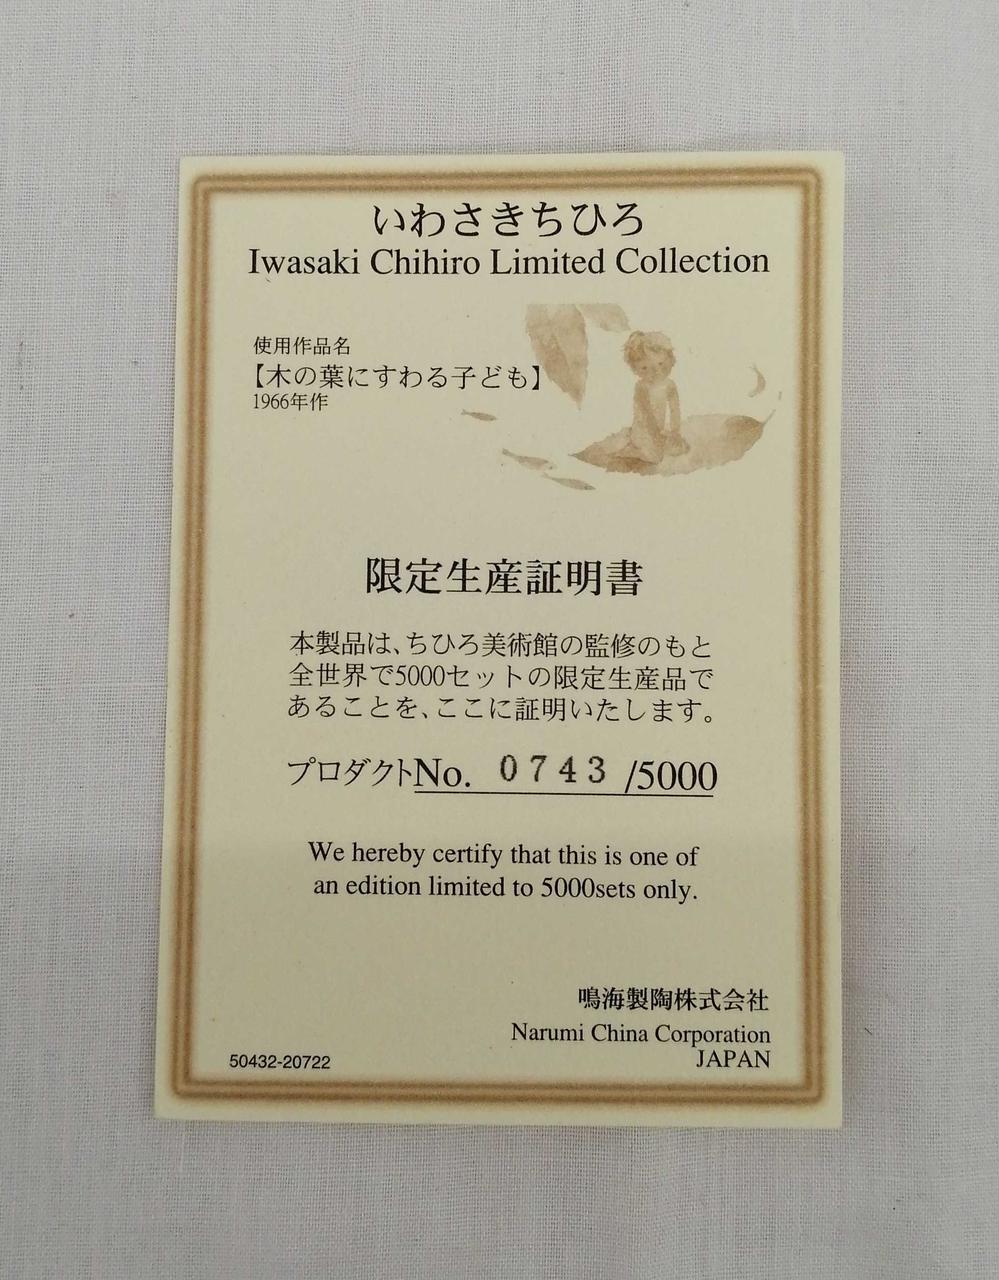 いわさきちひろ
Iwasaki Chihiro Limited Collection
使用作品名
【木の葉にすわる子ども】
1966年作
限定生産証明書
本製品は、ちひろ美術館の監修のもと
全世界で5000セットの限定生産品で
あることを、ここに証明いたします。
プロダクトNo. 0743 /5000
We hereby certify that this is one of
an edition limited to 5000sets only.
鳴海製陶株式会社
Narumi China Corporation
JAPAN
50432-20722